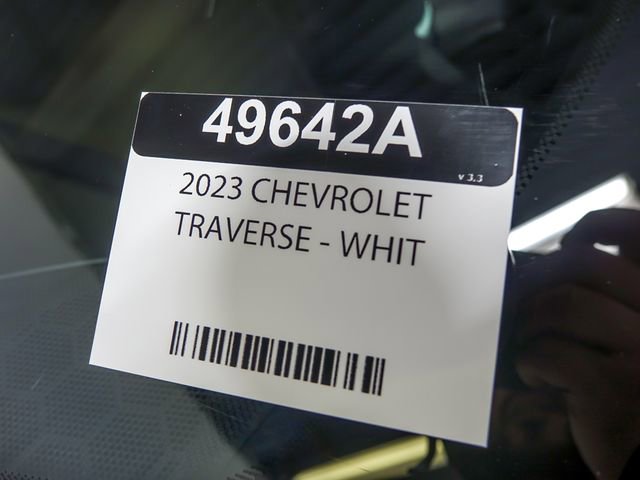 49642A
v 3.3
2023 CHEVROLET
TRAVERSE - WHIT